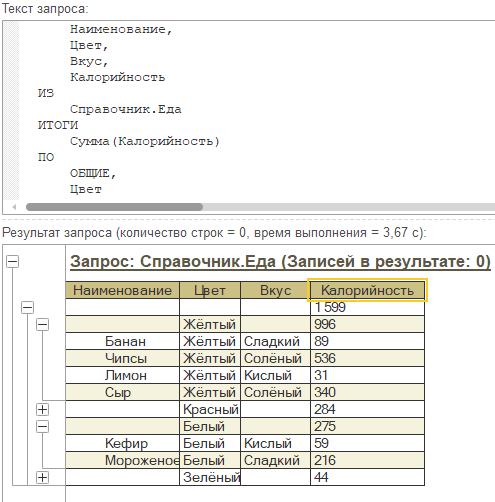 Текст запроса:
Наименование,
Цвет,
Вкус,
Калорийность
ИЗ
Справочник.Еда
ИТОГИ
Сумма(Калорийность)
ПО
ОБЩИЕ,
Цвет
Результат запроса (количество строк = 0, время выполнения = 3,67 с):
Запрос: Справочник.Еда (Записей в результате: 0)
Наименование Цвет Вкус Калорийность
1 599
Жёлтый 996
Банан Жёлтый Сладкий 89
Чипсы Жёлтый Солёный 536
Лимон Жёлтый Кислый 31
Сыр Жёлтый Солёный 340
Красный 284
Белый 275
Кефир Белый Кислый 59
Мороженое Белый Сладкий 216
Зелёный 44